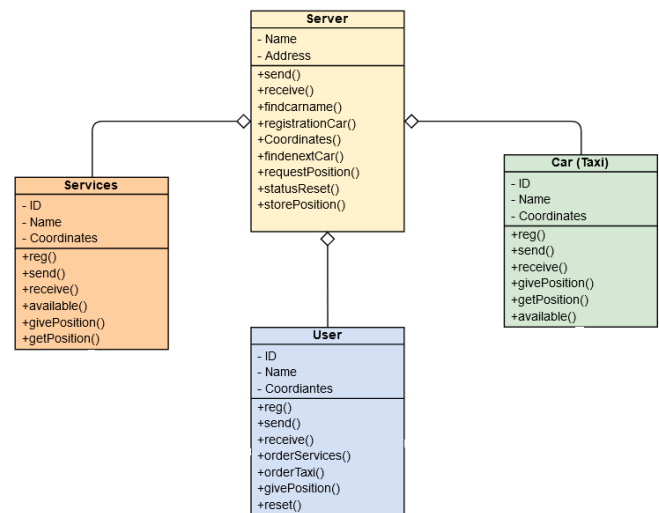 Server
- Name
- Address
+send()
+receive()
+findcarname()
+registrationCar()
+Coordinates()
+findenextCar()
+requestPosition()
+statusReset()
+storePosition()
Services
- ID
- Name
- Coordinates
+reg()
+send()
+receive()
+available()
+givePosition()
+getPosition()
Car (Taxi)
- ID
- Name
- Coordinates
+reg()
+send()
+receive()
+givePosition()
+getPosition()
+available()
User
- ID
- Name
- Coordiantes
+reg()
+send()
+receive()
+orderServices()
+orderTaxi()
+givePosition()
+reset()